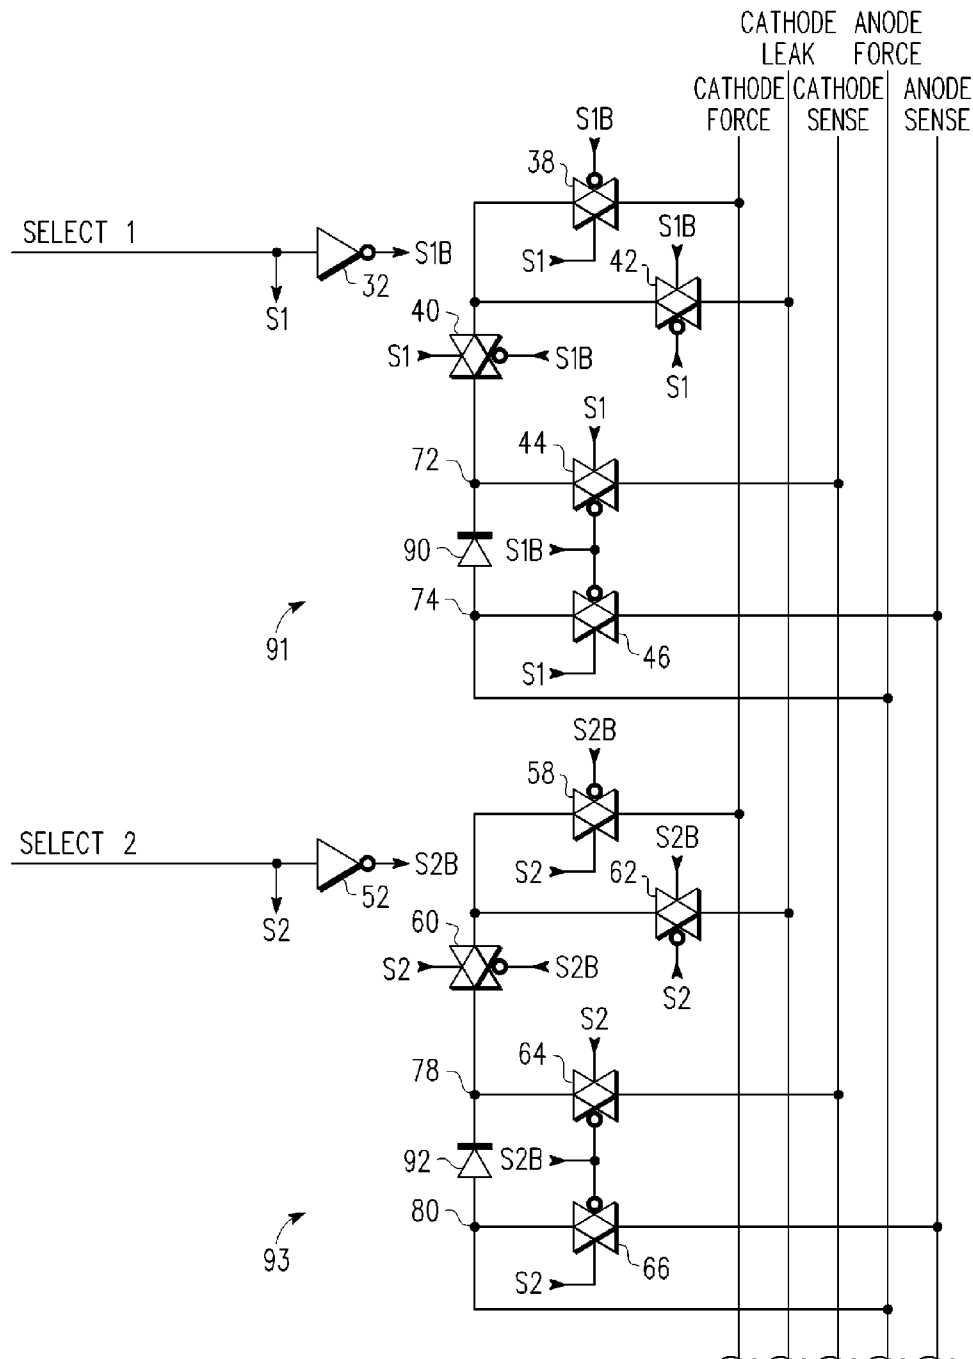 CATHODE ANODE
LEAK FORCE
CATHODE CATHODE ANODE
FORCE SENSE SENSE
S1B
38
SELECT 1
S1B
S1B
32
S1
S1
42
40
S1
S1B
S1
S1
44
72
90
S1B
74
91
46
S1
S2B
58
SELECT 2
S2B
S2B
52
S2
S2
62
60
S2
S2B
S2
S2
64
78
92
S2B
80
93
66
S2